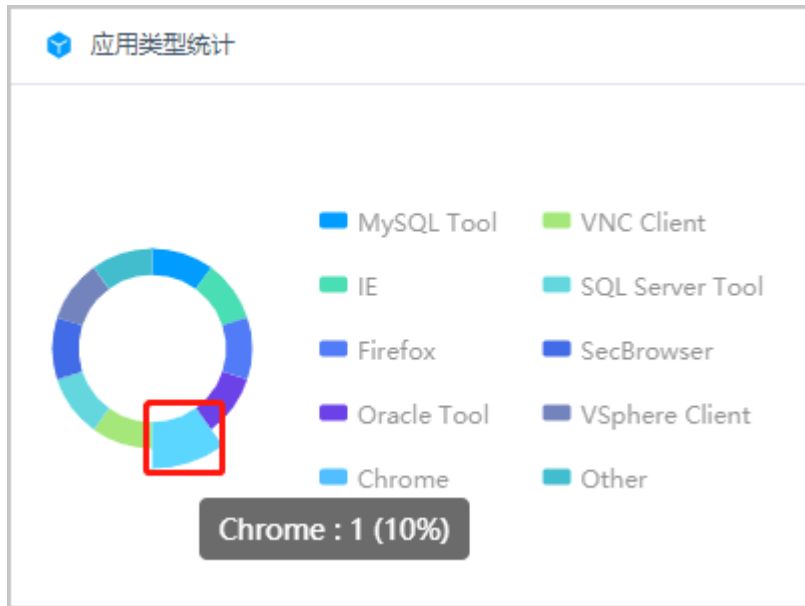 应用类型统计
MySQL Tool
VNC Client
IE
SQL Server Tool
Firefox
SecBrowser
Oracle Tool
VSphere Client
Chrome
Other
Chrome : 1 (10%)